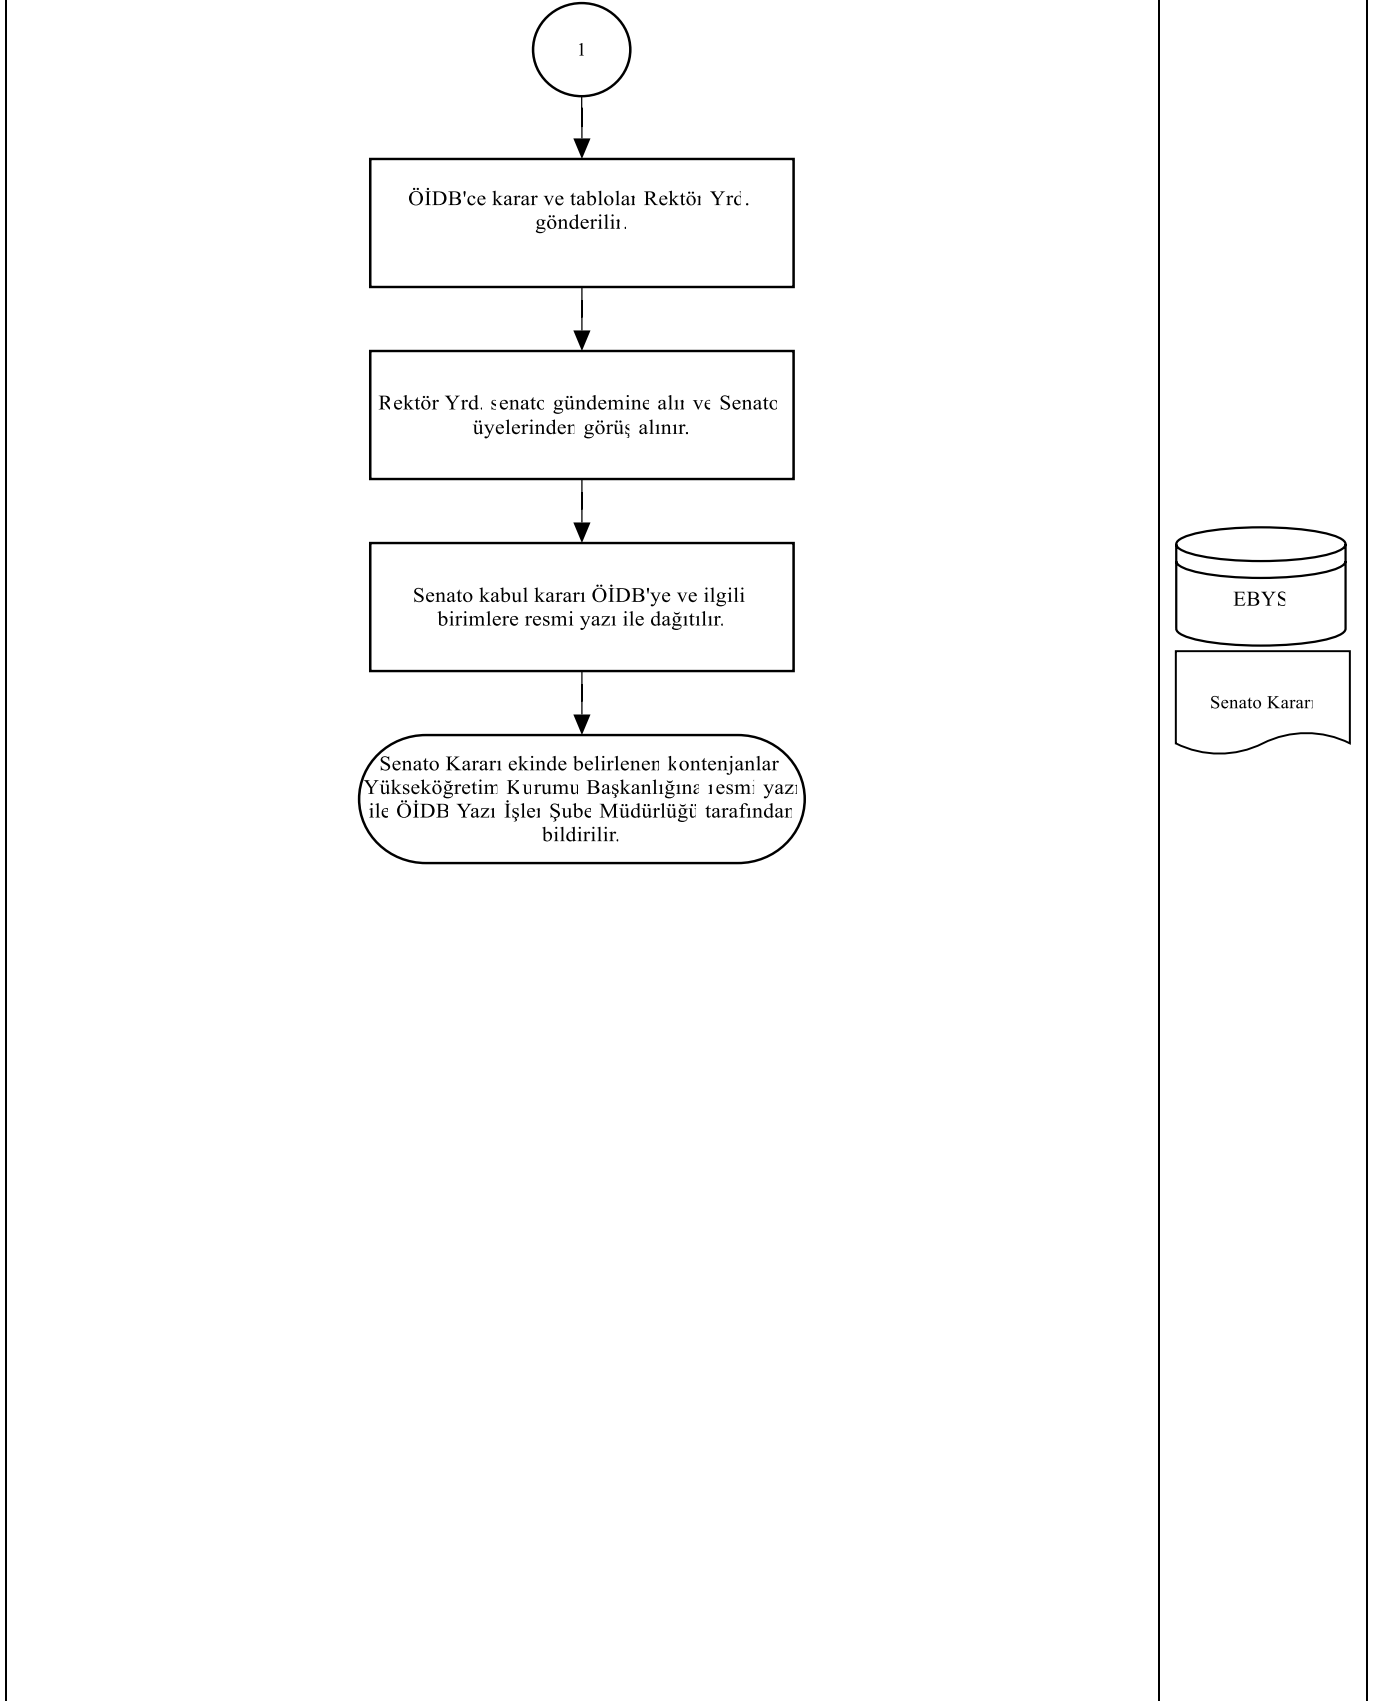 1
ÖİDB'ce karar ve tablolar Rektör Yrd.
gönderilir.
Rektör Yrd. senato gündemine alır ve Senato
üyelerinden görüş alınır.
Senato kabul kararı ÖİDB'ye ve ilgili
birimlere resmi yazı ile dağıtılır.
EBYS
Senato Kararı
Senato Kararı ekinde belirlenen kontenjanlar
Yükseköğretim Kurumu Başkanlığına resmi yazı
ile ÖİDB Yazı İşler Şube Müdürlüğü tarafından
bildirilir.